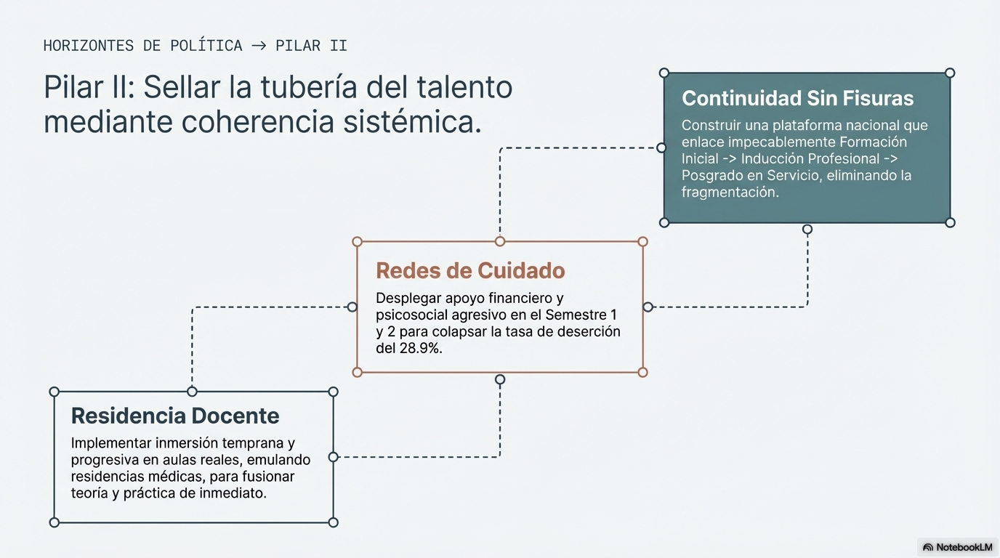 HORIZONTES DE POLÍTICA → PILAR II
Pilar II: Sellar la tubería del talento
mediante coherencia sistémica.
Continuidad Sin Fisuras
Construir una plataforma nacional que
enlace impecablemente Formación
Inicial -> Inducción Profesional ->
Posgrado en Servicio, eliminando la
fragmentación.
Redes de Cuidado
Desplegar apoyo financiero y
psicosocial agresivo en el Semestre 1
y 2 para colapsar la tasa de deserción
del 28.9%.
Residencia Docente
Implementar inmersión temprana y
progresiva en aulas reales, emulando
residencias médicas, para fusionar
teoría y práctica de inmediato.
NotebookLM